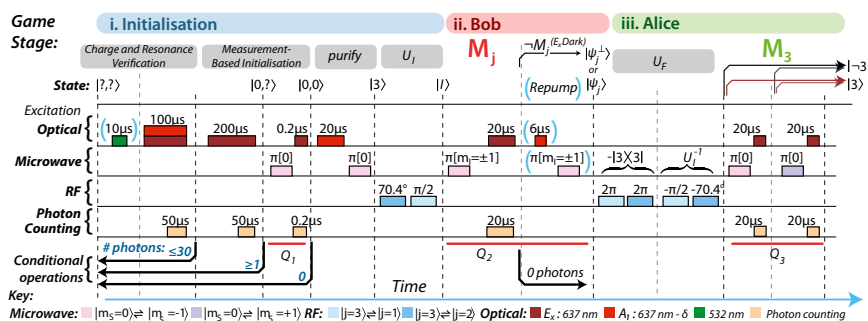 Game Stage:
i. Initialisation
ii. Bob
iii. Alice
Charge and Resonance Verification
Measurement-Based Initialisation
purify
U_I
M_j
¬M_j^(E_x Dark)
|ψ_j^⊥⟩
or
|ψ_j⟩
(Repump)
U_F
M_3
|¬3⟩
|3⟩
State: |?,?⟩ |0,?⟩ |0,0⟩ |3⟩ |I⟩
Excitation
Optical
(10µs) 100µs 200µs 0.2µs 20µs 20µs (6µs) 20µs 20µs
Microwave
π[0] π[0] π[m_I=±1] (π[m_I=±1]) -|3X3| U_I^-1 π[0] π[0]
RF
70.4° π/2 2π 2π -π/2 -70.4°
Photon Counting
50µs 50µs 0.2µs 20µs 20µs 20µs
Conditional operations
# photons: ≤30 ≥1 0
Q_1 Q_2 Q_3
0 photons
Time
Key:
Microwave: |m_S=0⟩⇌ |m_S=-1⟩ |m_S=0⟩⇌ |m_S=+1⟩ RF: |j=3⟩⇌|j=1⟩ |j=3⟩⇌|j=2⟩ Optical: E_x : 637 nm A_1 : 637 nm - δ 532 nm Photon counting